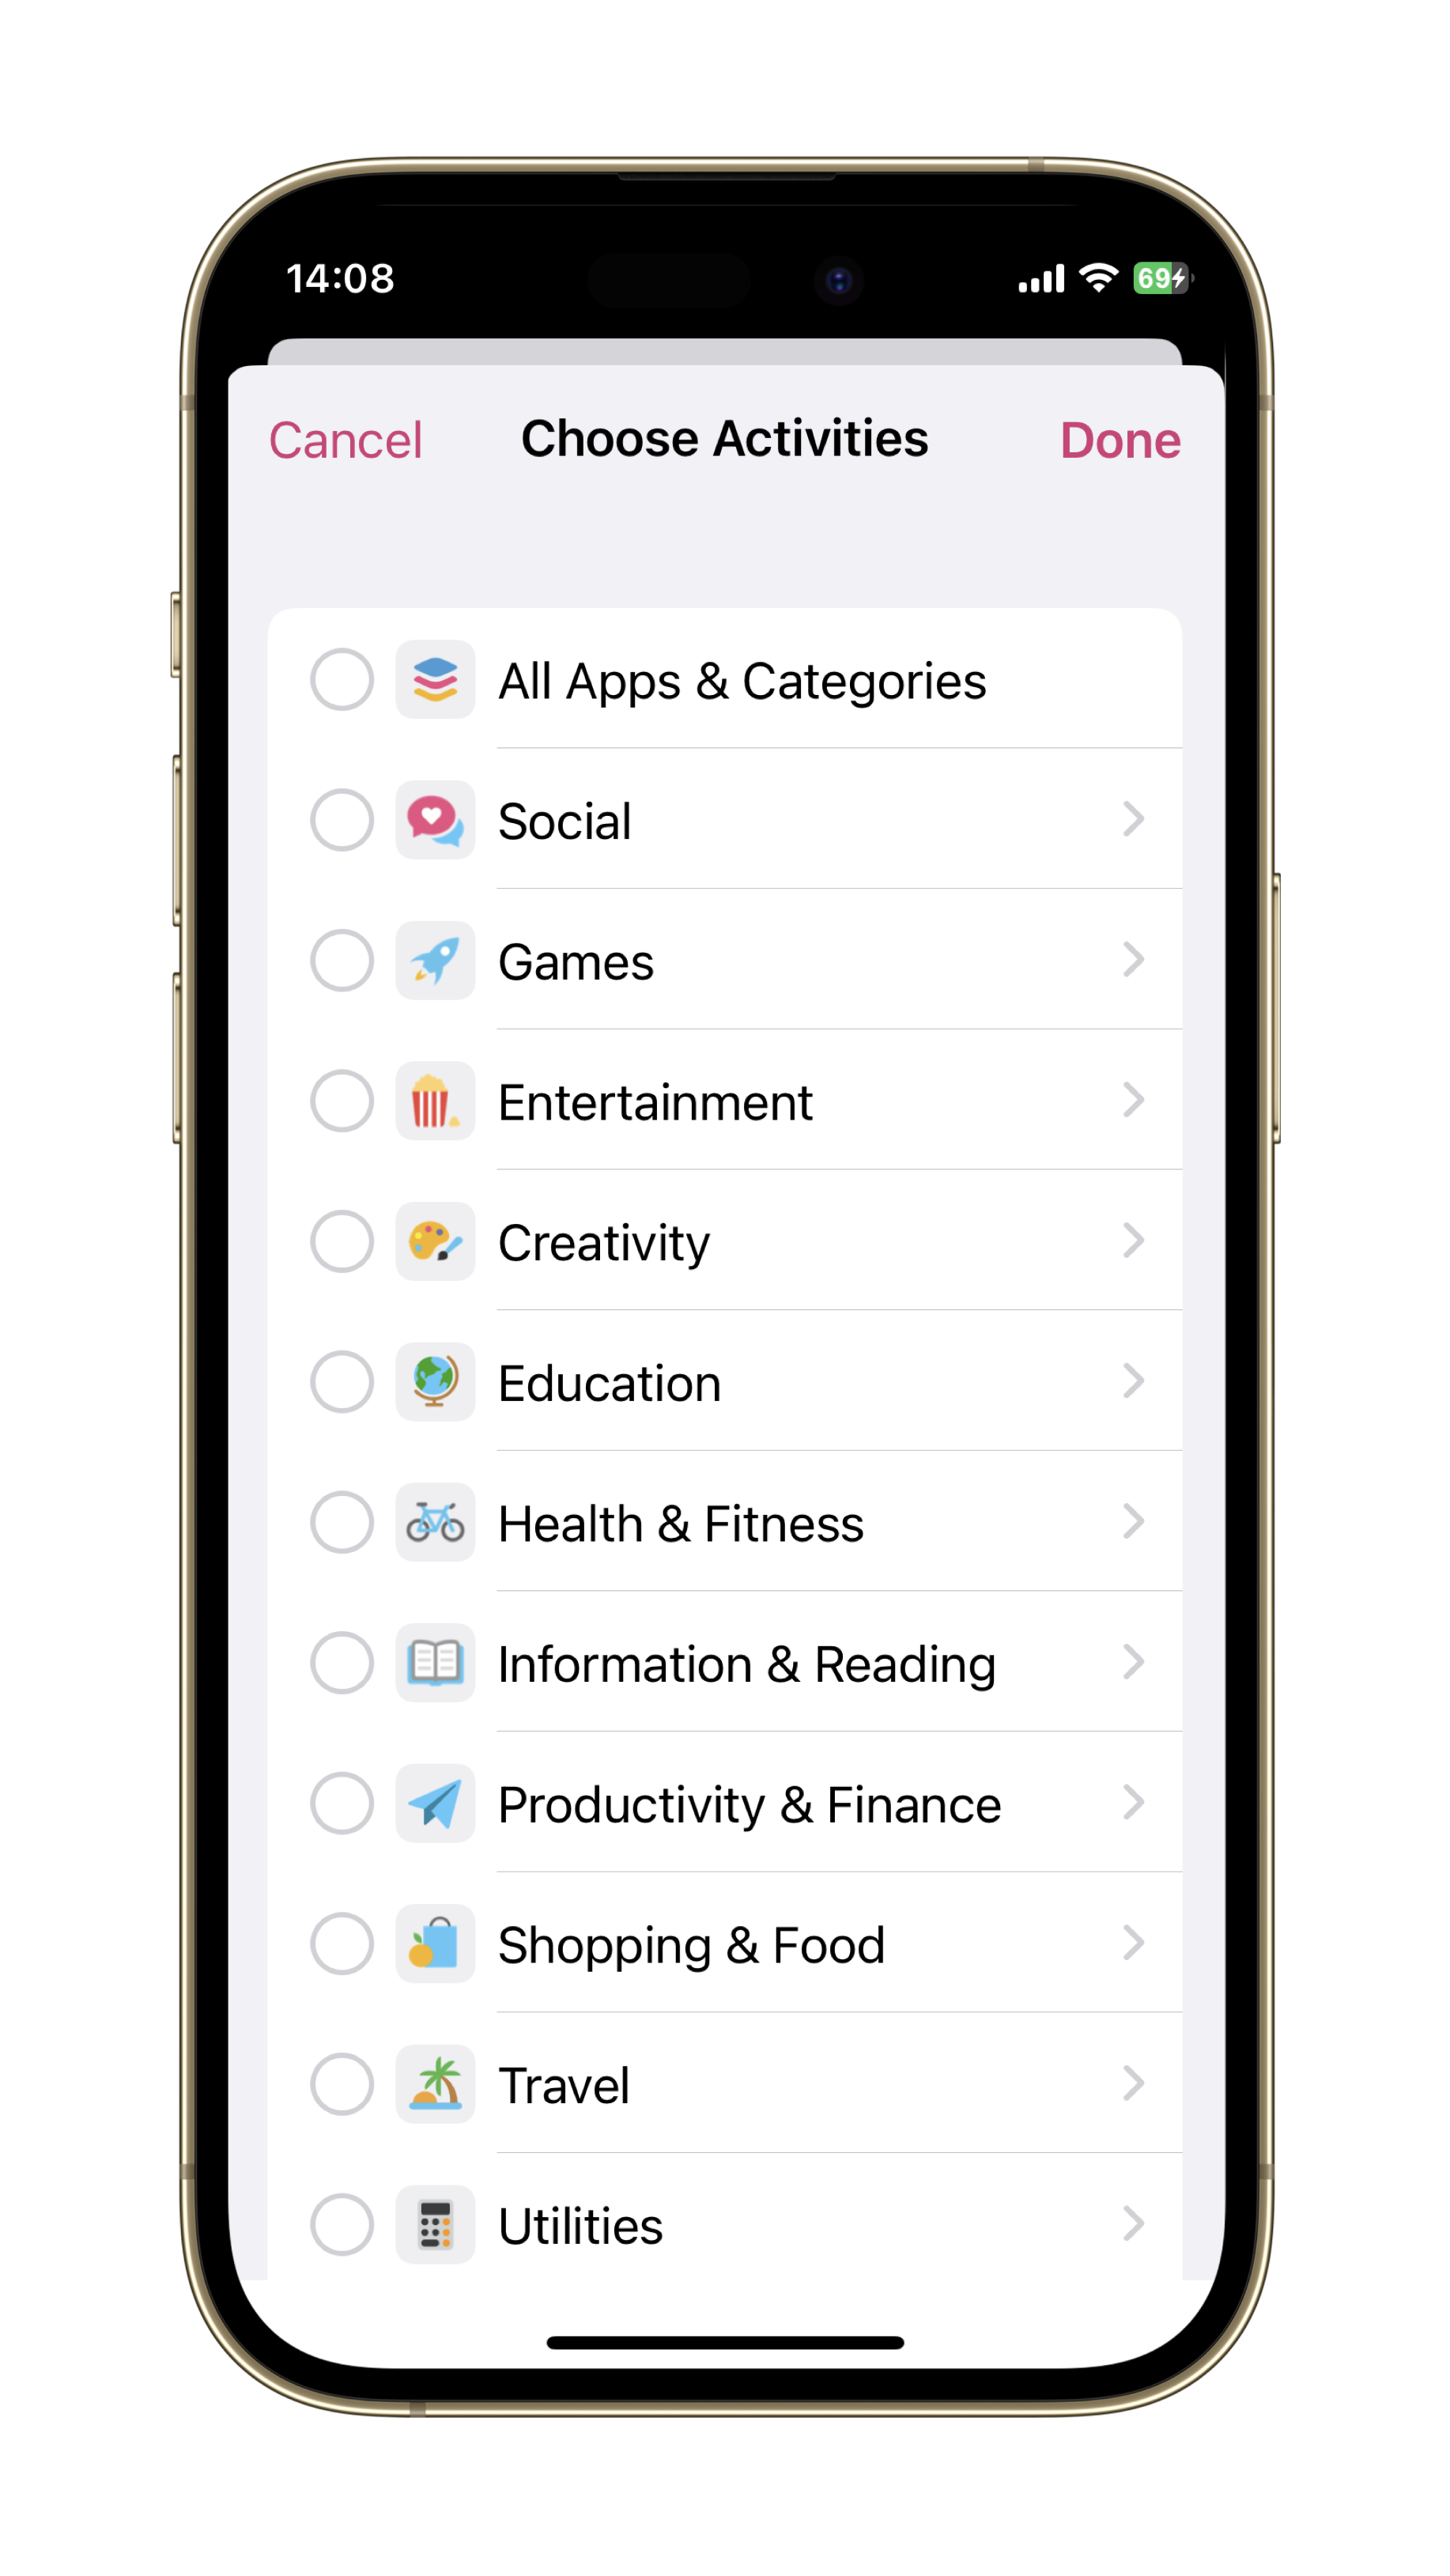 14:08
69
Cancel
Choose Activities
Done
All Apps & Categories
Social
Games
Entertainment
Creativity
Education
Health & Fitness
Information & Reading
Productivity & Finance
Shopping & Food
Travel
Utilities